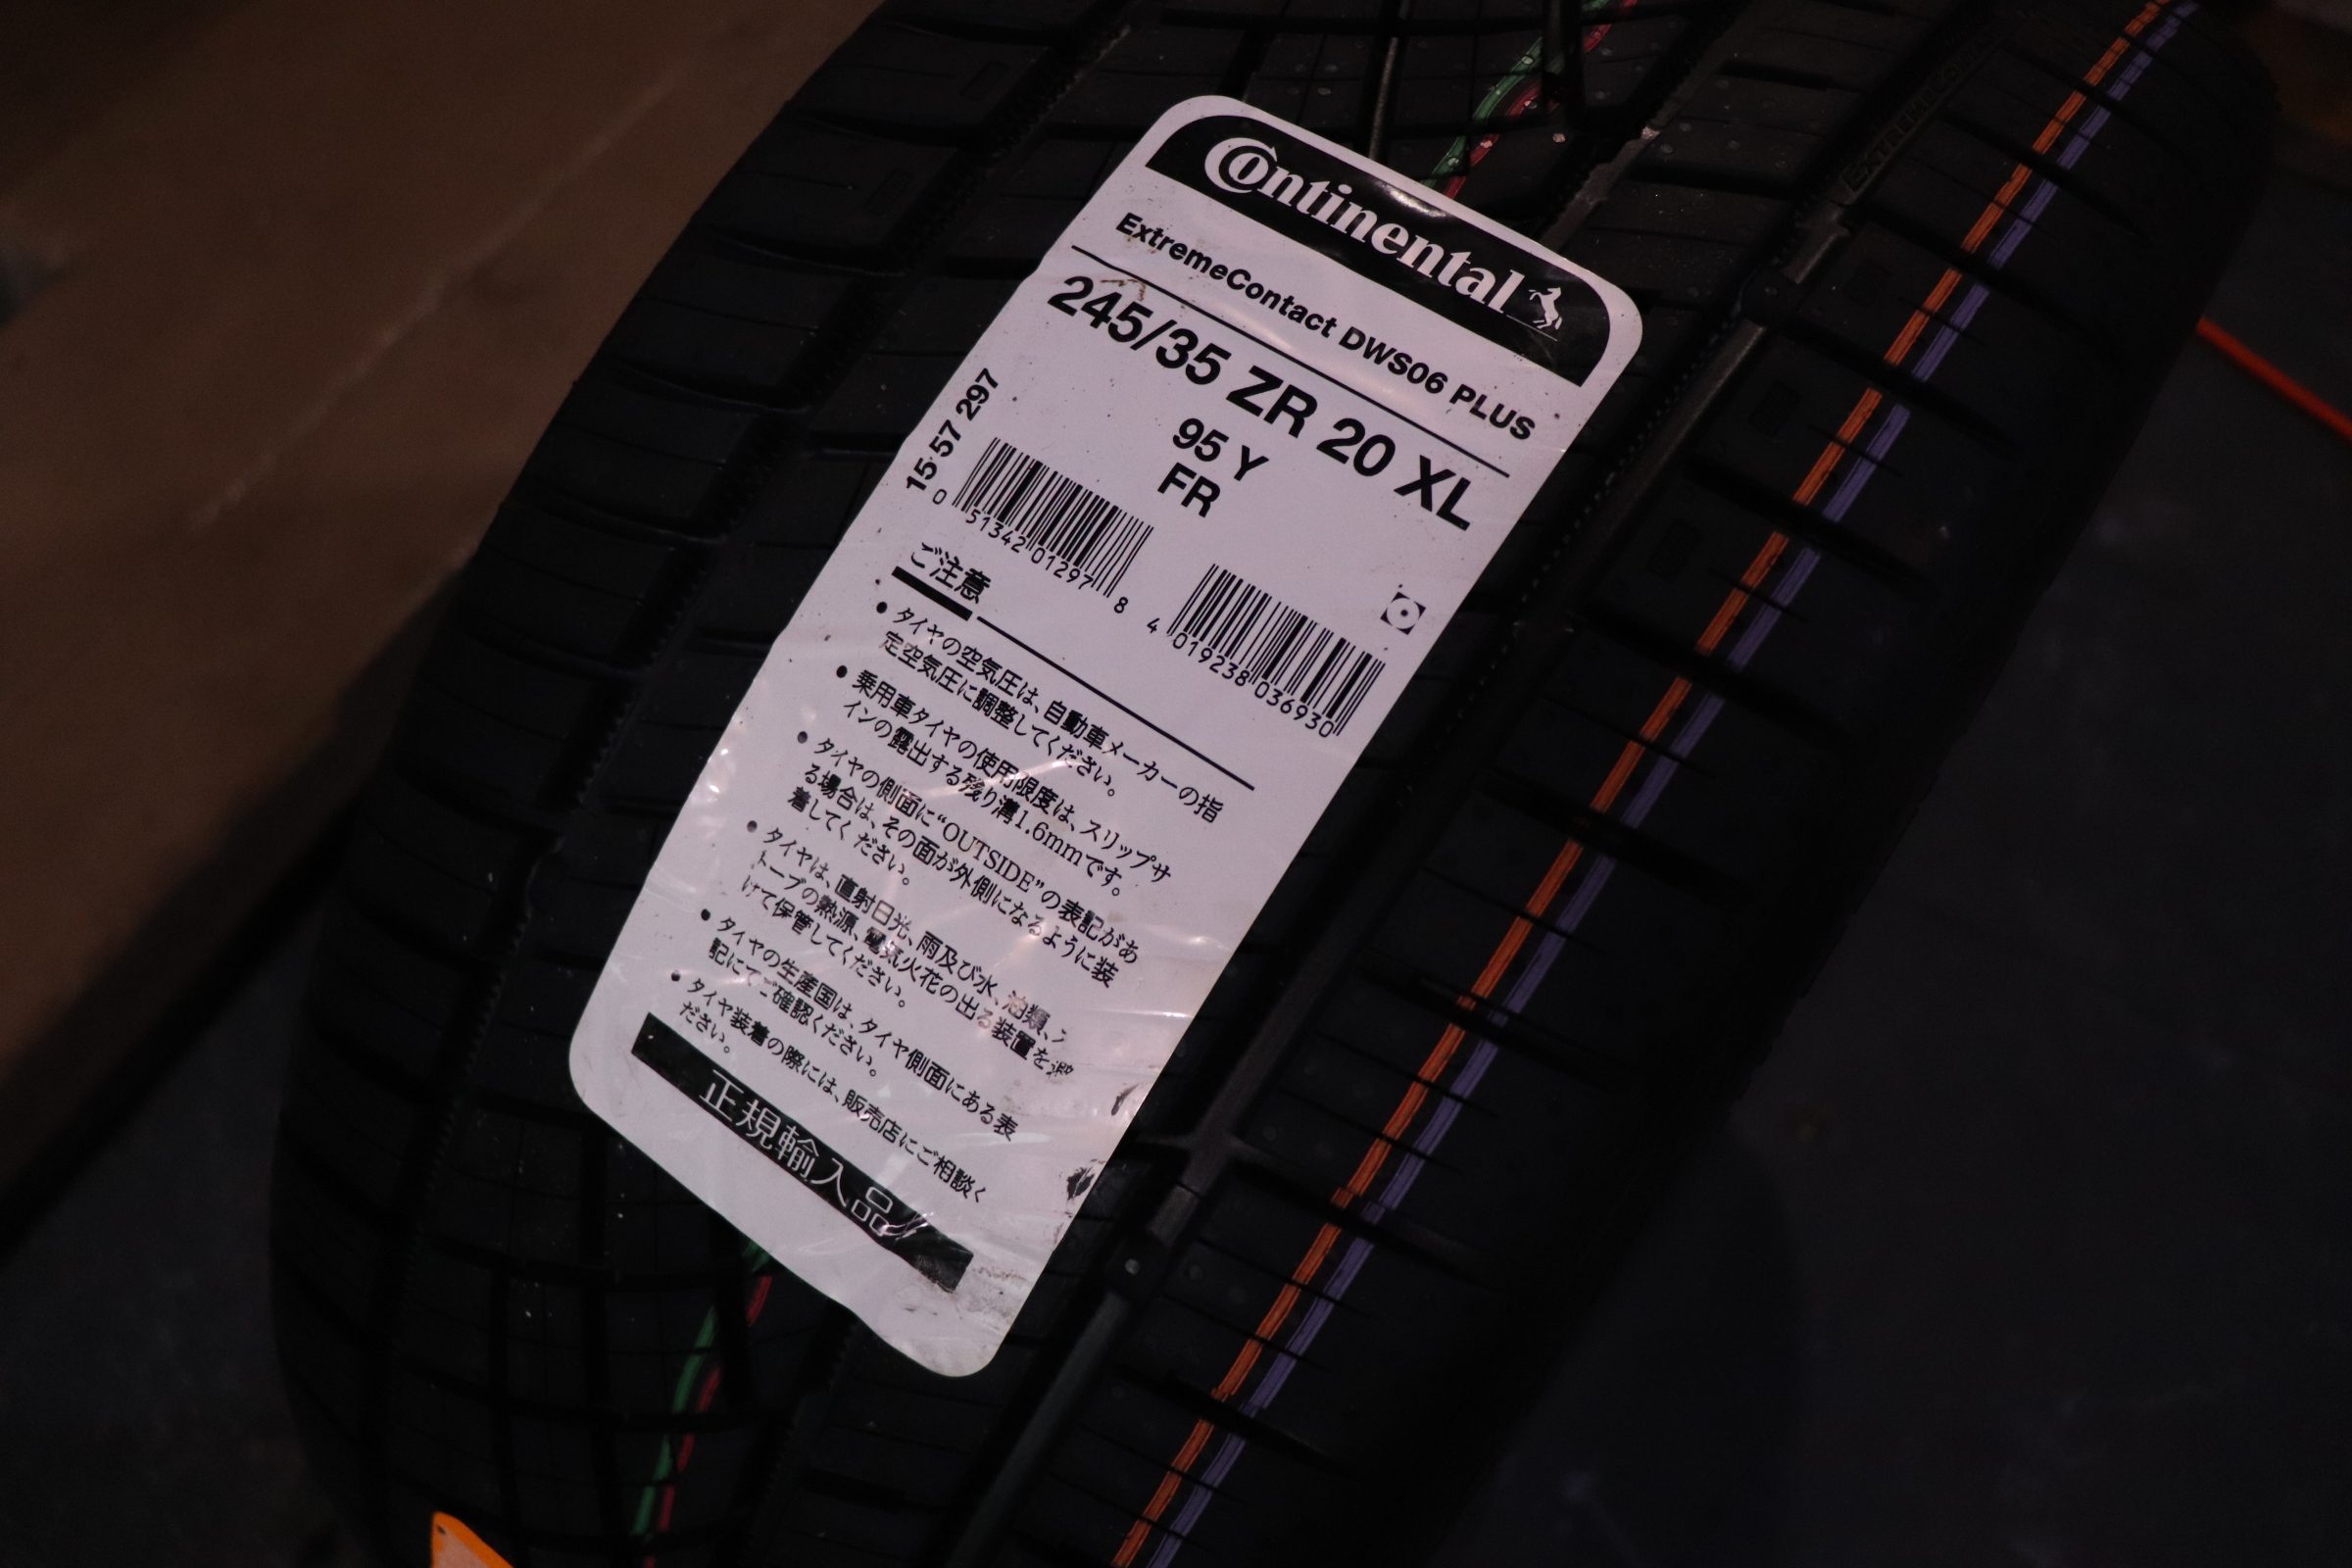 Continental
ExtremeContact DWS06 PLUS
245/35 ZR 20 XL
95 Y
FR
15 57 297
0 51342 01297 8
4 019238 036930
ご注意
● タイヤの空気圧は、自動車メーカーの指
定空気圧に調整してください。
● 乗用車タイヤの使用限度は、スリップサ
インの露出する残り溝1.6mmです。
● タイヤの側面に“OUTSIDE”の表記があ
る場合は、その面が外側になるように装
着してください。
● タイヤは、直射日光、雨及び水、油類、ス
トーブの熱源、電気火花の出る装置を避
けて保管してください。
● タイヤの生産国は、タイヤ側面にある表
記にてご確認ください。
● タイヤ装着の際には、販売店にご相談く
ださい。
正規輸入品